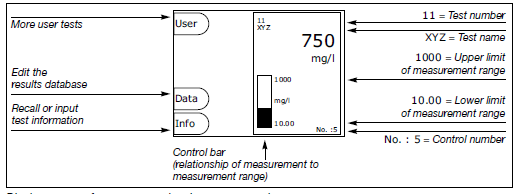 More user tests
Edit the
results database
Recall or input
test information
User
Data
Info
11
XYZ
750
mg/l
1000
mg/l
10.00
No. :5
11 = Test number
XYZ = Test name
1000 = Upper limit
of measurement range
10.00 = Lower limit
of measurement range
No. : 5 = Control number
Control bar
(relationship of measurement to
measurement range)